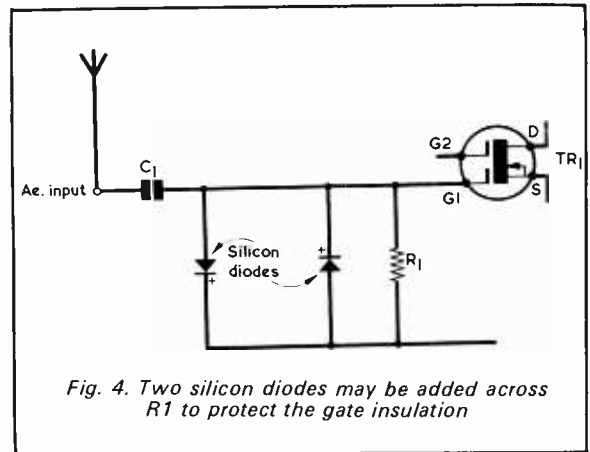 G2
D
TR1
C1
Ae. input
G1
S
Silicon
diodes
+
+
R1
Fig. 4. Two silicon diodes may be added across
R1 to protect the gate insulation